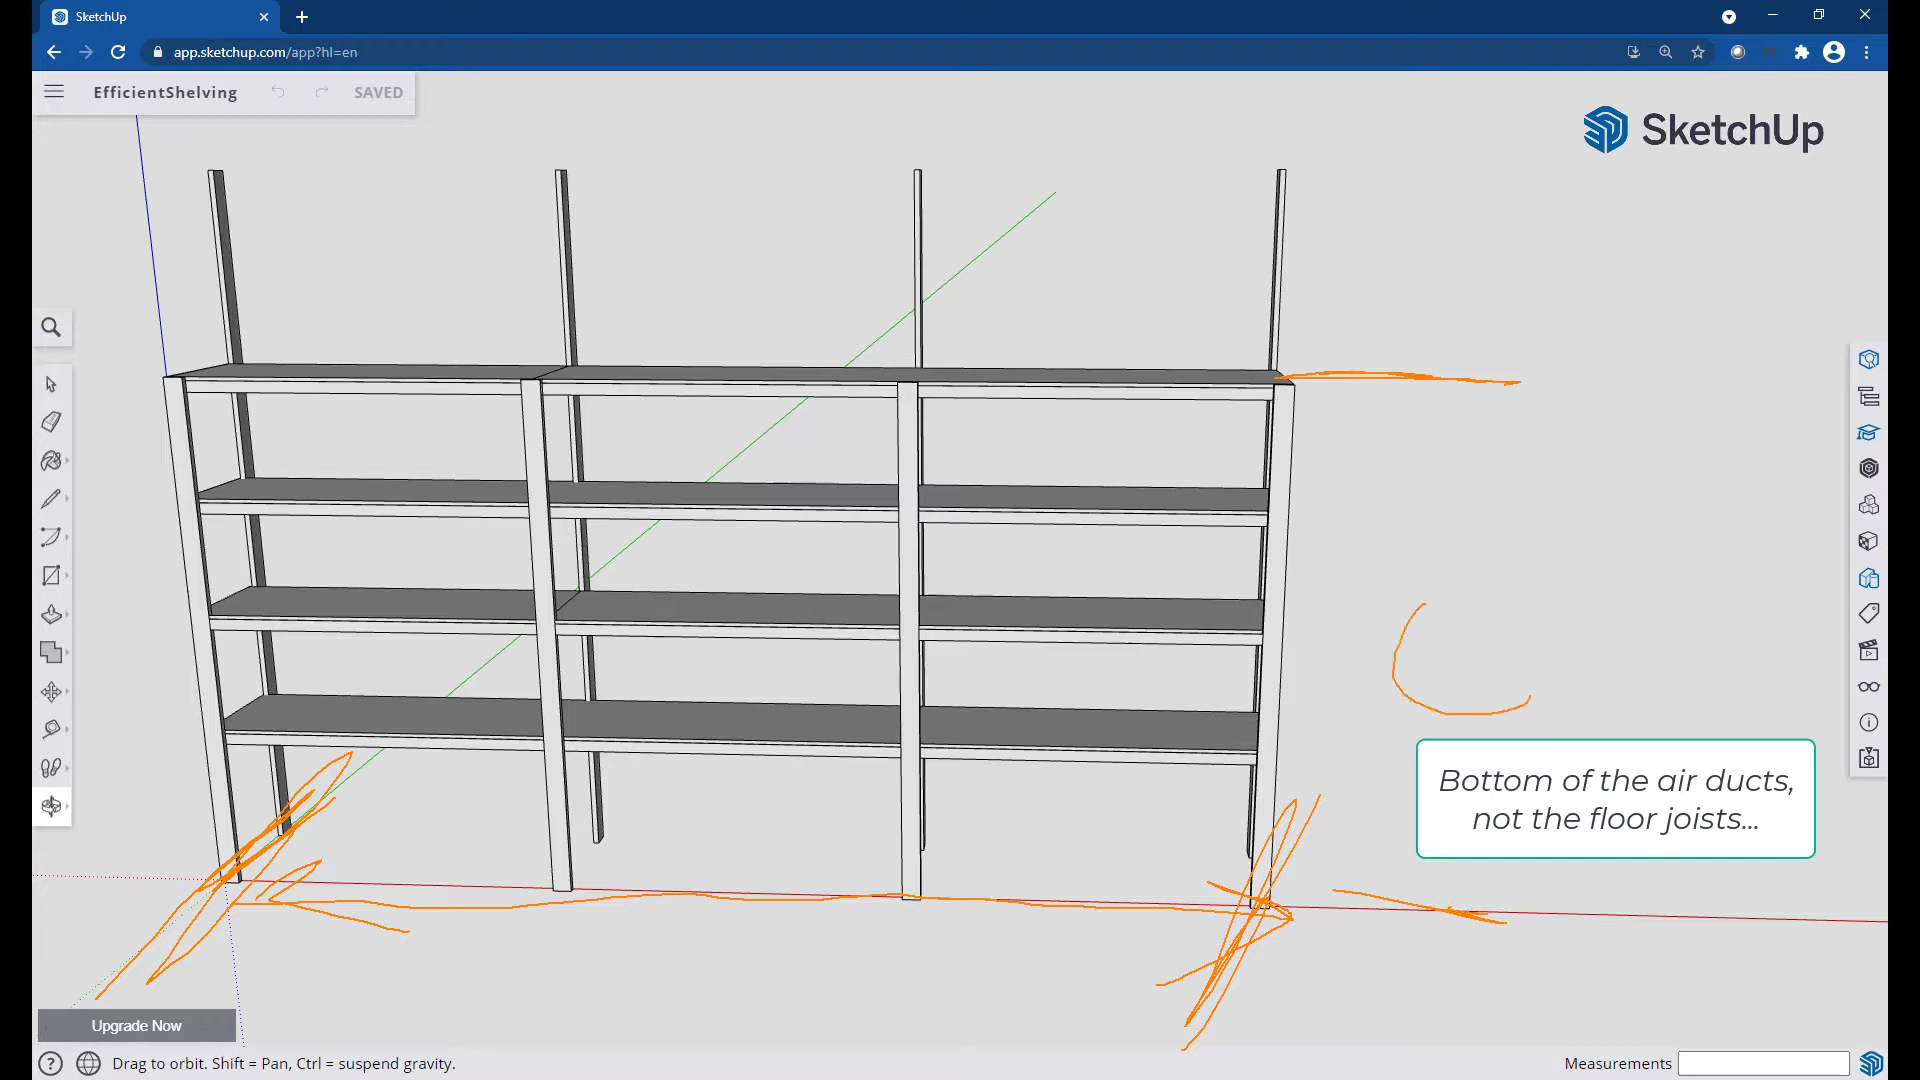 SketchUp
app.sketchup.com/app?hl=en
EfficientShelving
SAVED
SketchUp
Bottom of the air ducts,
not the floor joists...
Upgrade Now
Drag to orbit. Shift = Pan, Ctrl = suspend gravity.
Measurements